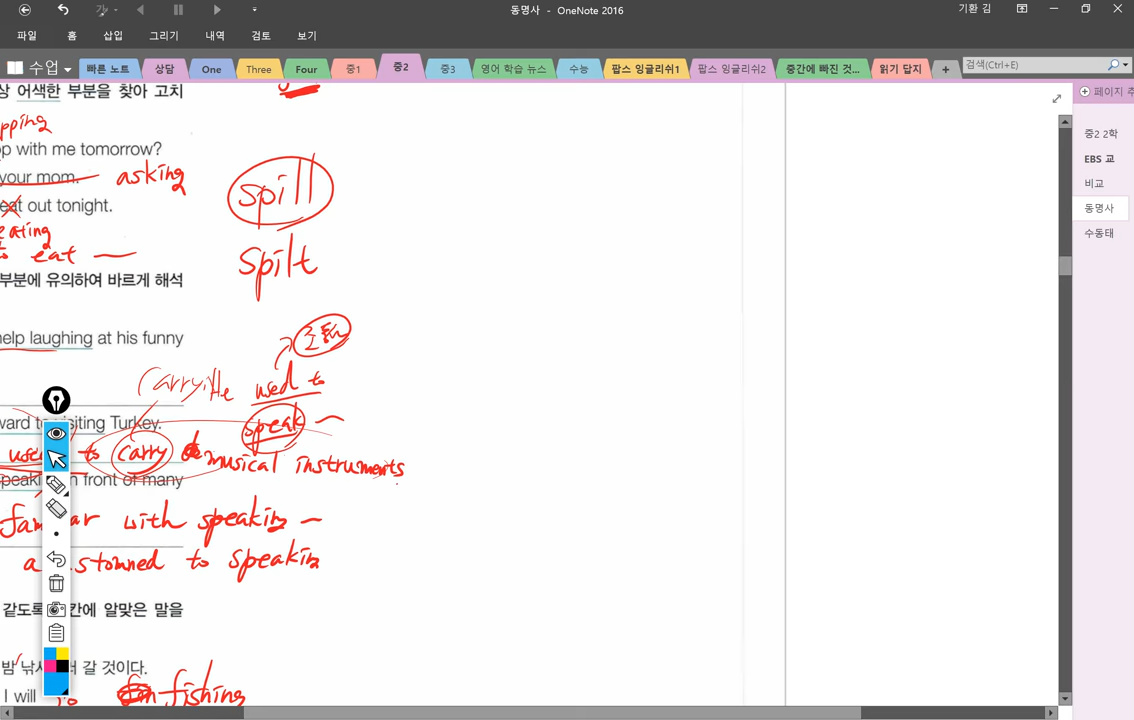 동명사 - OneNote 2016
기환 김
파일 홈 삽입 그리기 내역 검토 보기
수업 빠른 노트 상담 One Three Four 중1 중2 중3 영어 학습 뉴스 수능 팝스 잉글리쉬1 팝스 잉글리쉬2 중간에 빠진 것... 읽기 답지 검색(Ctrl+E)
페이지 추
중2 2학
EBS 교
비교
동명사
수동태
상 어색한 부분을 찾아 고치
pping
op with me tomorrow?
your mom. asking
eat out tonight.
eating
to eat
spill
spilt
부분에 유의하여 바르게 해석
help laughing at his funny
used to
speak
ward to visiting Turkey.
used to carry musical instruments
speaking in front of many
familiar with speaking
a stomed to speaking
같도록 칸에 알맞은 말을
밤 낚시 러 갈 것이다.
I will go fishing